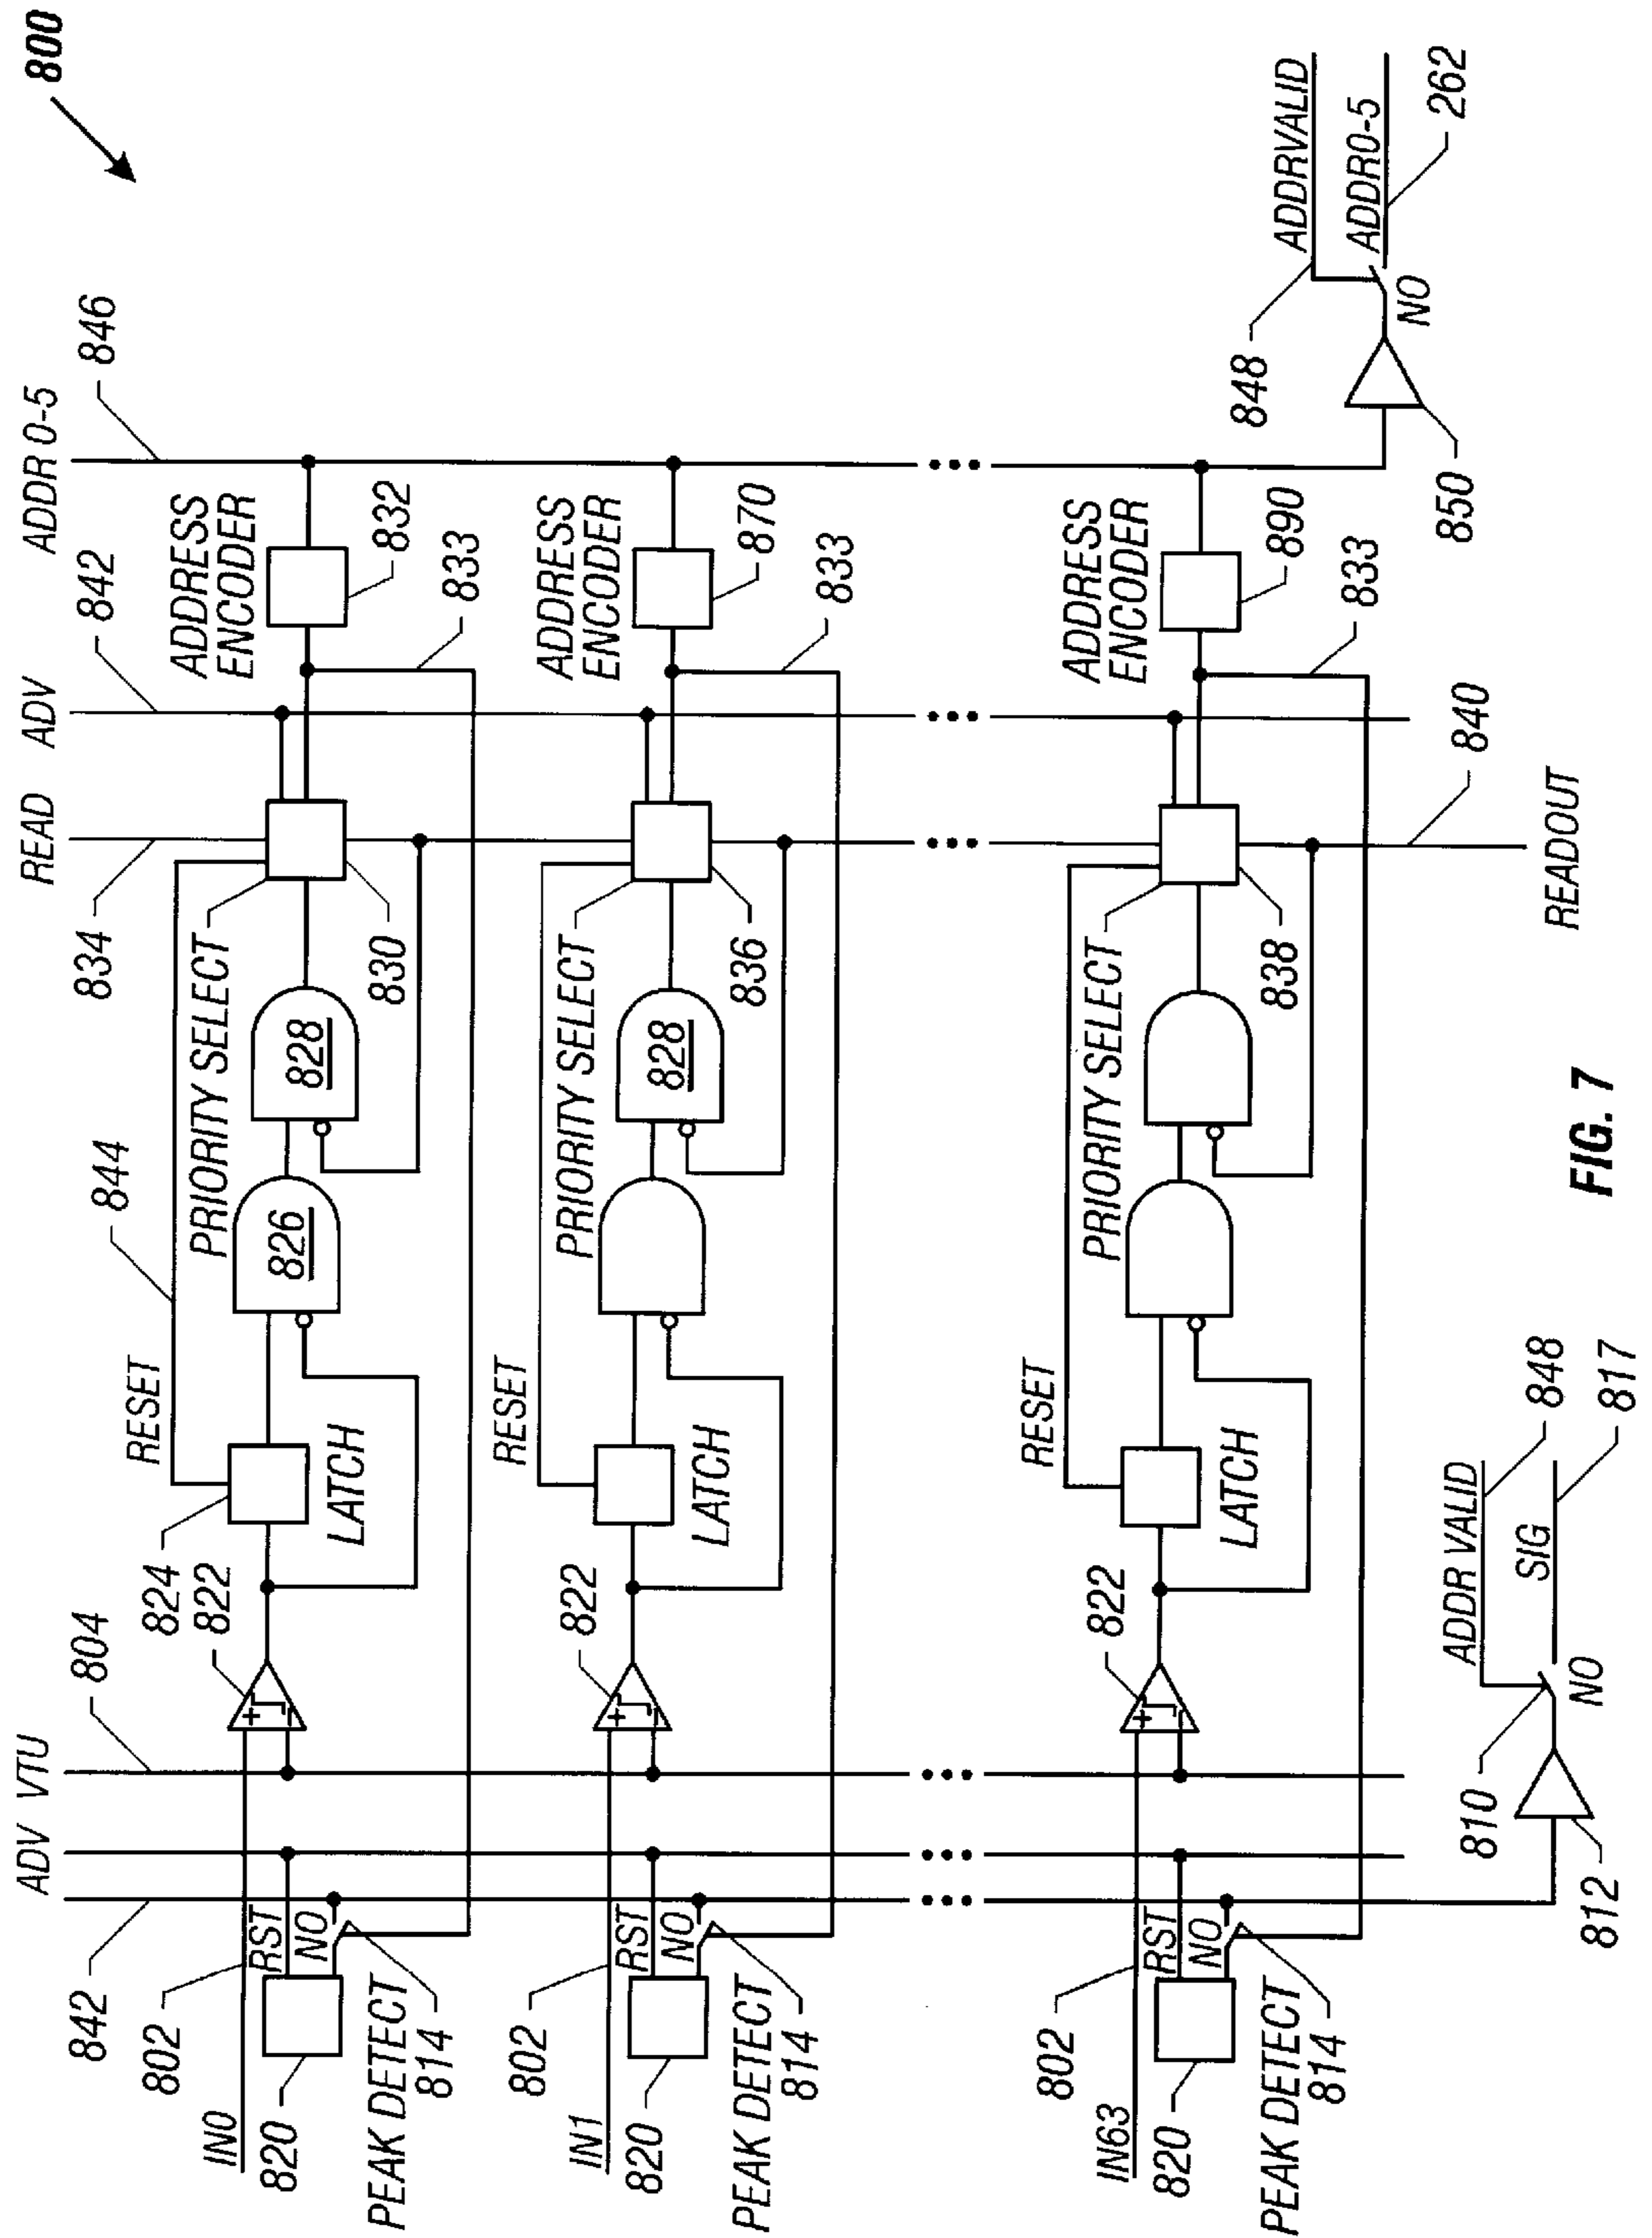 800
ADV
VTU
READ
ADV
ADDR 0-5
842
804
834
842
846
802
IN0
RST
NO
820
PEAK DETECT
814
822
824
RESET
LATCH
844
826
828
PRIORITY SELECT
830
ADDRESS
ENCODER
832
833
802
IN1
RST
NO
820
PEAK DETECT
814
822
RESET
LATCH
828
PRIORITY SELECT
836
ADDRESS
ENCODER
870
833
802
IN63
RST
NO
820
PEAK DETECT
814
822
RESET
LATCH
PRIORITY SELECT
838
ADDRESS
ENCODER
890
833
840
READOUT
812
810
NO
ADDR VALID
848
SIG
817
850
NO
848
ADDRVALID
ADDR0-5
262
FIG. 7